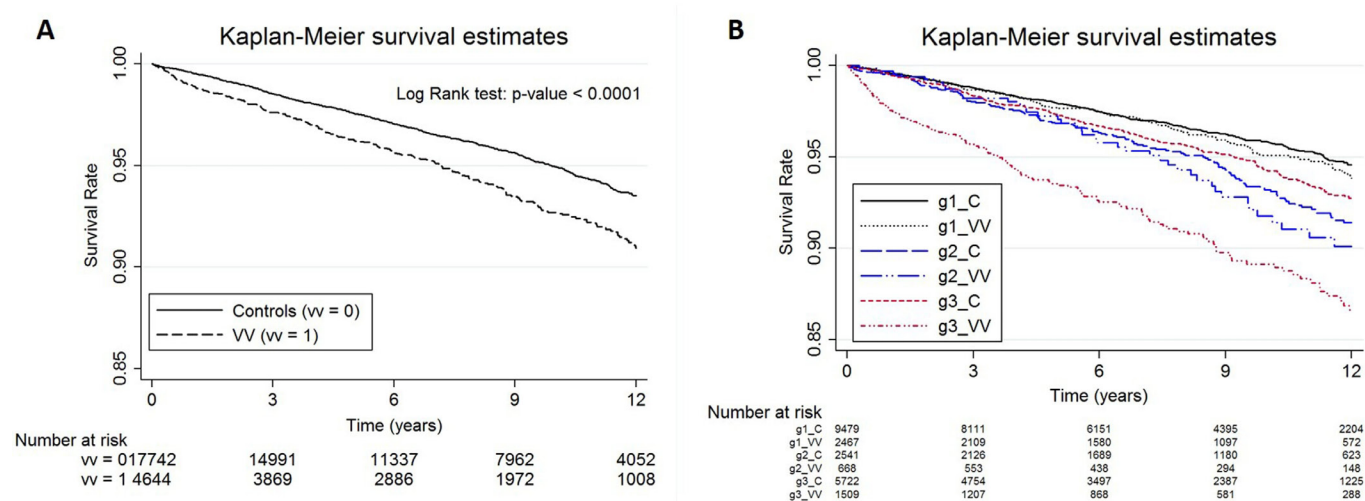 A
Kaplan-Meier survival estimates
Log Rank test: p-value < 0.0001
1.00
0.95
0.90
0.85
Survival Rate
Controls (vv = 0)
VV (vv = 1)
0 3 6 9 12
Time (years)
Number at risk
vv = 017742 14991 11337 7962 4052
vv = 1 4644 3869 2886 1972 1008
B
Kaplan-Meier survival estimates
1.00
0.95
0.90
0.85
Survival Rate
g1_C
g1_VV
g2_C
g2_VV
g3_C
g3_VV
0 3 6 9 12
Time (years)
Number at risk
g1_C 9479 8111 6151 4395 2204
g1_VV 2467 2109 1580 1097 572
g2_C 2541 2126 1689 1180 623
g2_VV 668 553 438 294 148
g3_C 5722 4754 3497 2387 1225
g3_VV 1509 1207 868 581 288